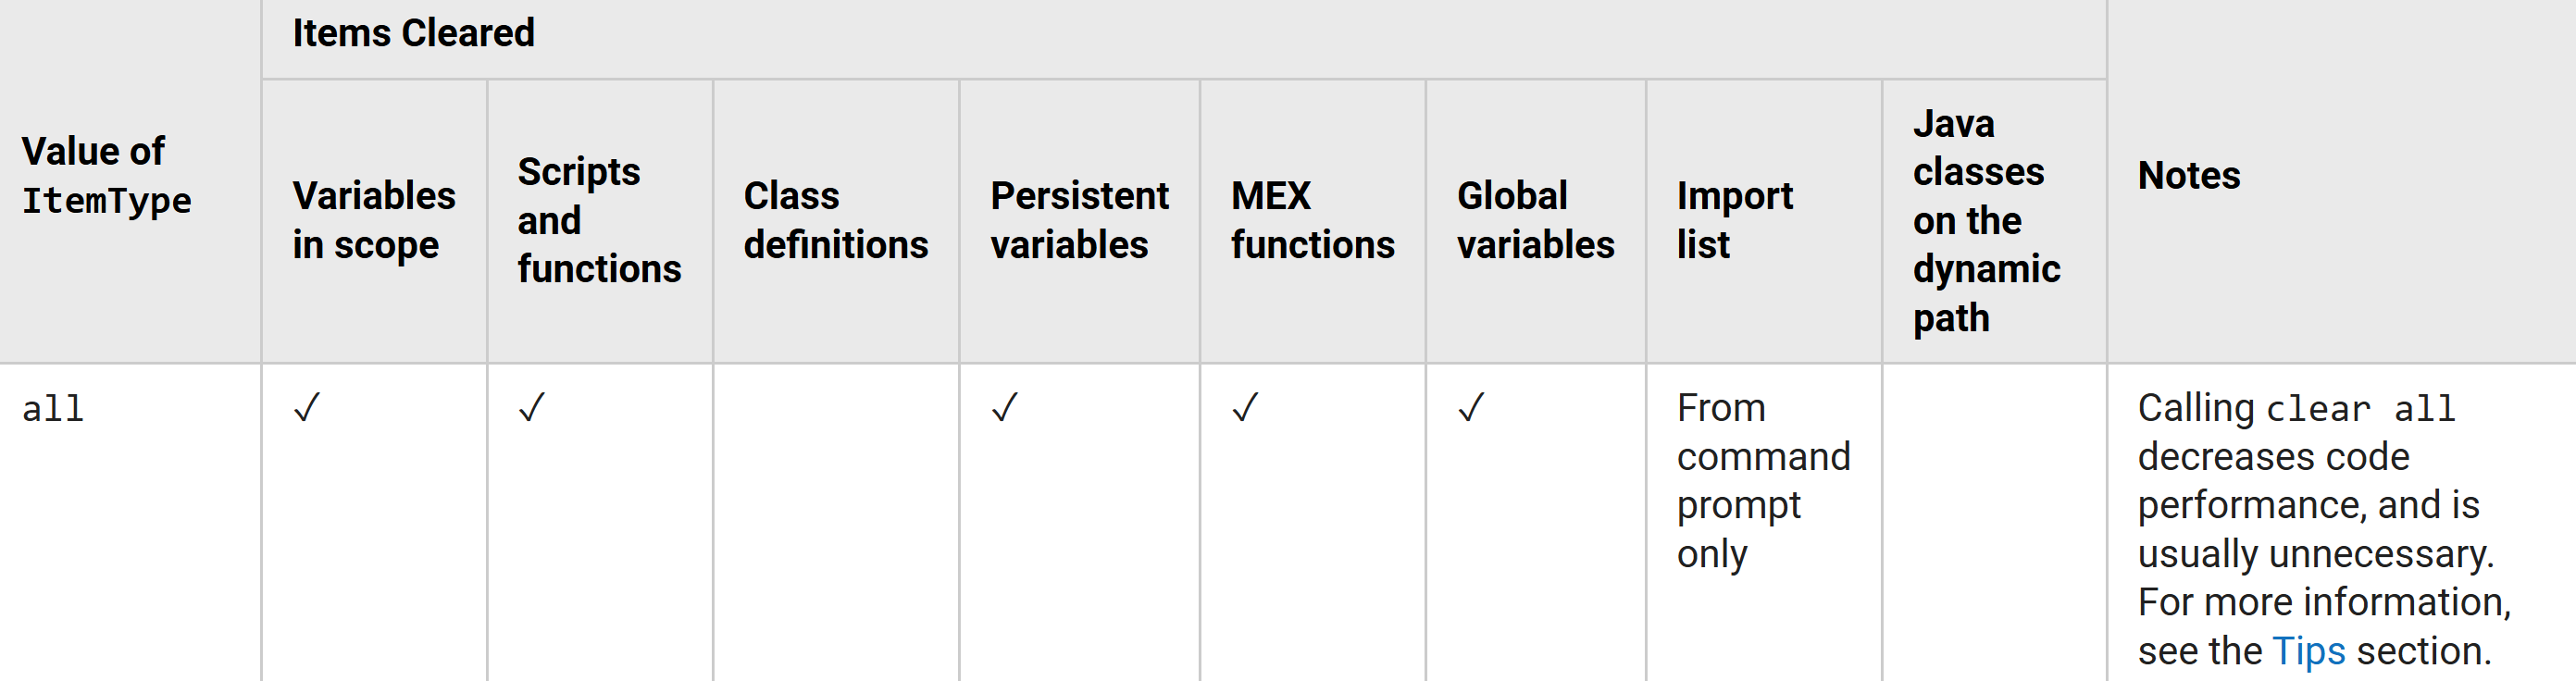 Items Cleared
Value of
ItemType
Variables
in scope
Scripts
and
functions
Class
definitions
Persistent
variables
MEX
functions
Global
variables
Import
list
Java
classes
on the
dynamic
path
Notes
all
✓
✓
✓
✓
✓
From
command
prompt
only
Calling clear all
decreases code
performance, and is
usually unnecessary.
For more information,
see the Tips section.